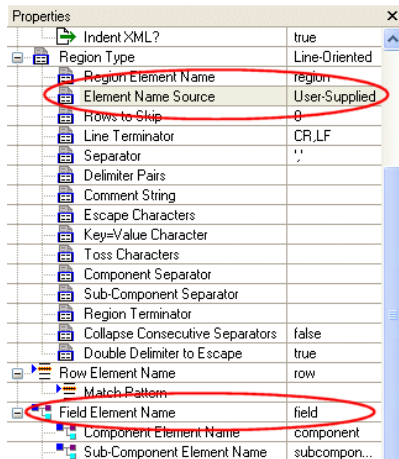 Properties
Indent XML? true
Region Type Line-Oriented
Region Element Name region
Element Name Source User-Supplied
Rows to Skip 0
Line Terminator CR,LF
Separator ','
Delimiter Pairs
Comment String
Escape Characters
Key=Value Character
Toss Characters
Component Separator
Sub-Component Separator
Region Terminator
Collapse Consecutive Separators false
Double Delimiter to Escape true
Row Element Name row
Match Pattern
Field Element Name field
Component Element Name component
Sub-Component Element Name subcompon...